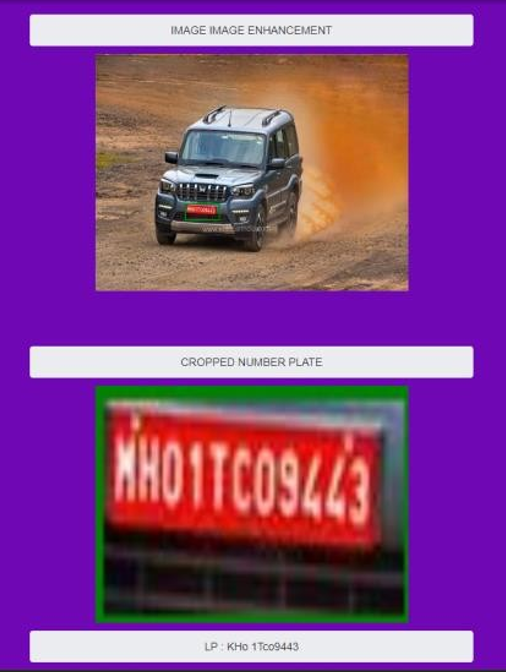 IMAGE IMAGE ENHANCEMENT
CROPPED NUMBER PLATE
MH01TC09443
LP : KHo 1Tco9443